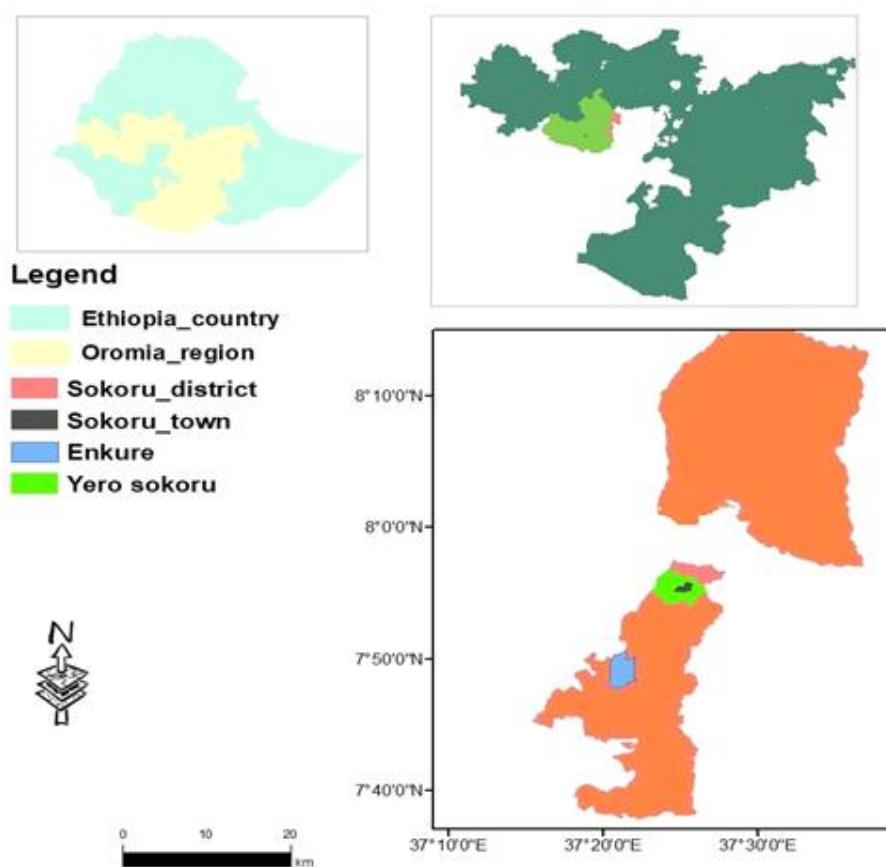 Legend
Ethiopia_country
Oromia_region
Sokoru_district
Sokoru_town
Enkure
Yero sokoru
N
0 10 20
km
8°10'0"N
8°0'0"N
7°50'0"N
7°40'0"N
37°10'0"E 37°20'0"E 37°30'0"E